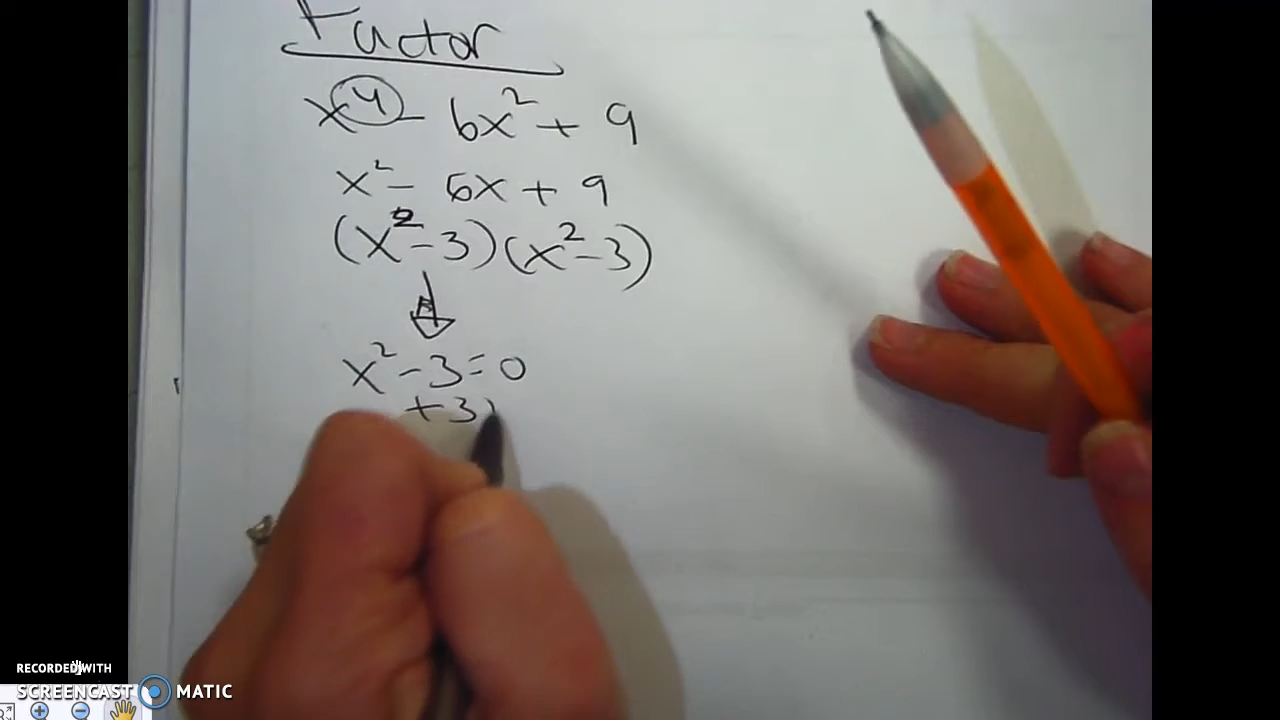 Factor
x⁴ - 6x² + 9
x² - 6x + 9
(x² - 3)(x² - 3)
x² - 3 = 0
+ 3
RECORDED WITH
SCREENCAST MATIC